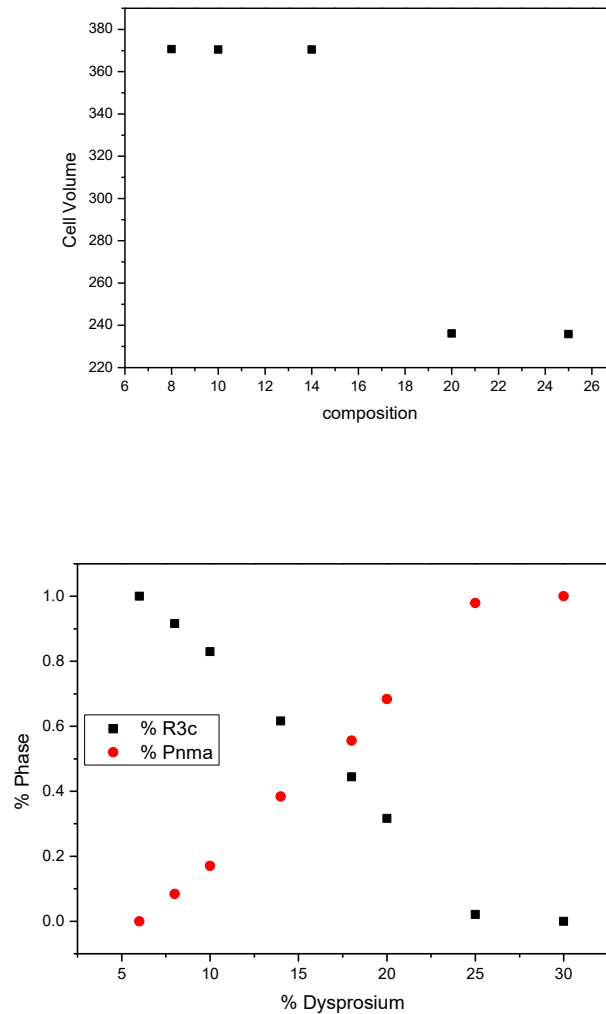 380
360
340
320
300
280
260
240
220
Cell Volume
6 8 10 12 14 16 18 20 22 24 26
composition
1.0
0.8
0.6
0.4
0.2
0.0
% Phase
% R3c
% Pnma
5 10 15 20 25 30
% Dysprosium